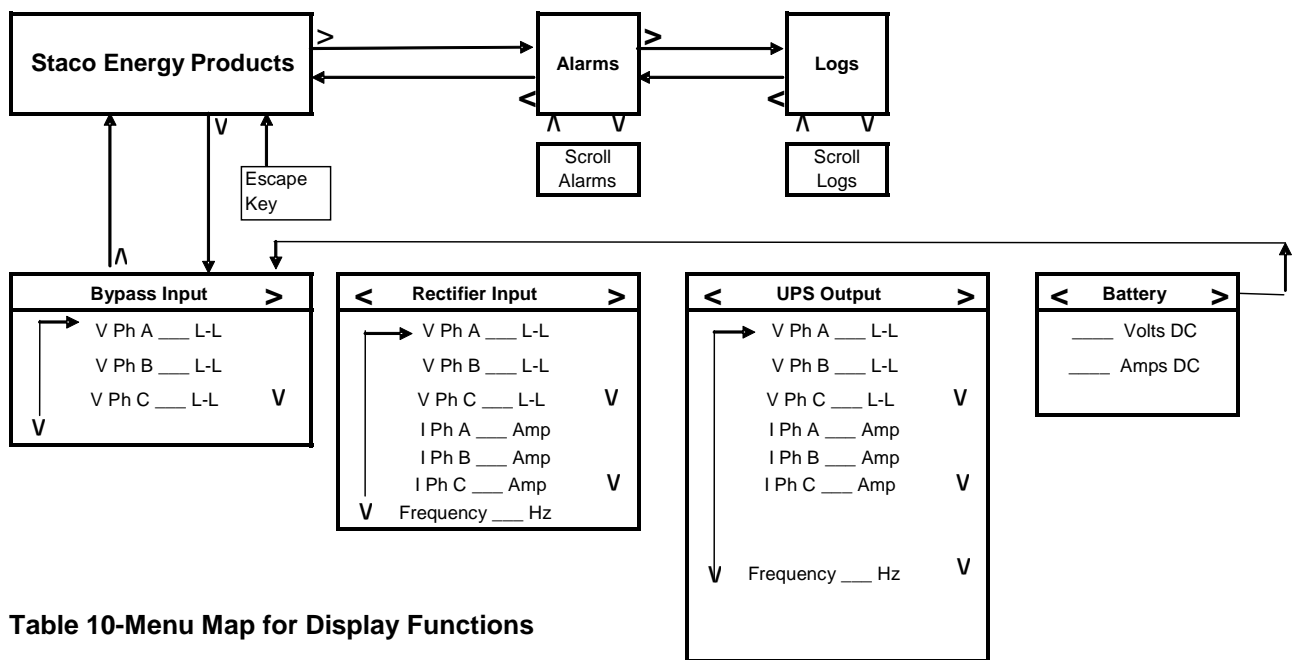 Staco Energy Products
>
<
Alarms
>
<
Logs
V
Λ
Escape
Key
Λ V
Scroll
Alarms
Λ V
Scroll
Logs
Bypass Input >
V Ph A ___ L-L
V Ph B ___ L-L
V Ph C ___ L-L V
V
< Rectifier Input >
V Ph A ___ L-L
V Ph B ___ L-L
V Ph C ___ L-L V
I Ph A ___ Amp
I Ph B ___ Amp
I Ph C ___ Amp V
V Frequency ___ Hz
< UPS Output >
V Ph A ___ L-L
V Ph B ___ L-L
V Ph C ___ L-L V
I Ph A ___ Amp
I Ph B ___ Amp
I Ph C ___ Amp V
V Frequency ___ Hz V
< Battery >
____ Volts DC
____ Amps DC
Table 10-Menu Map for Display Functions